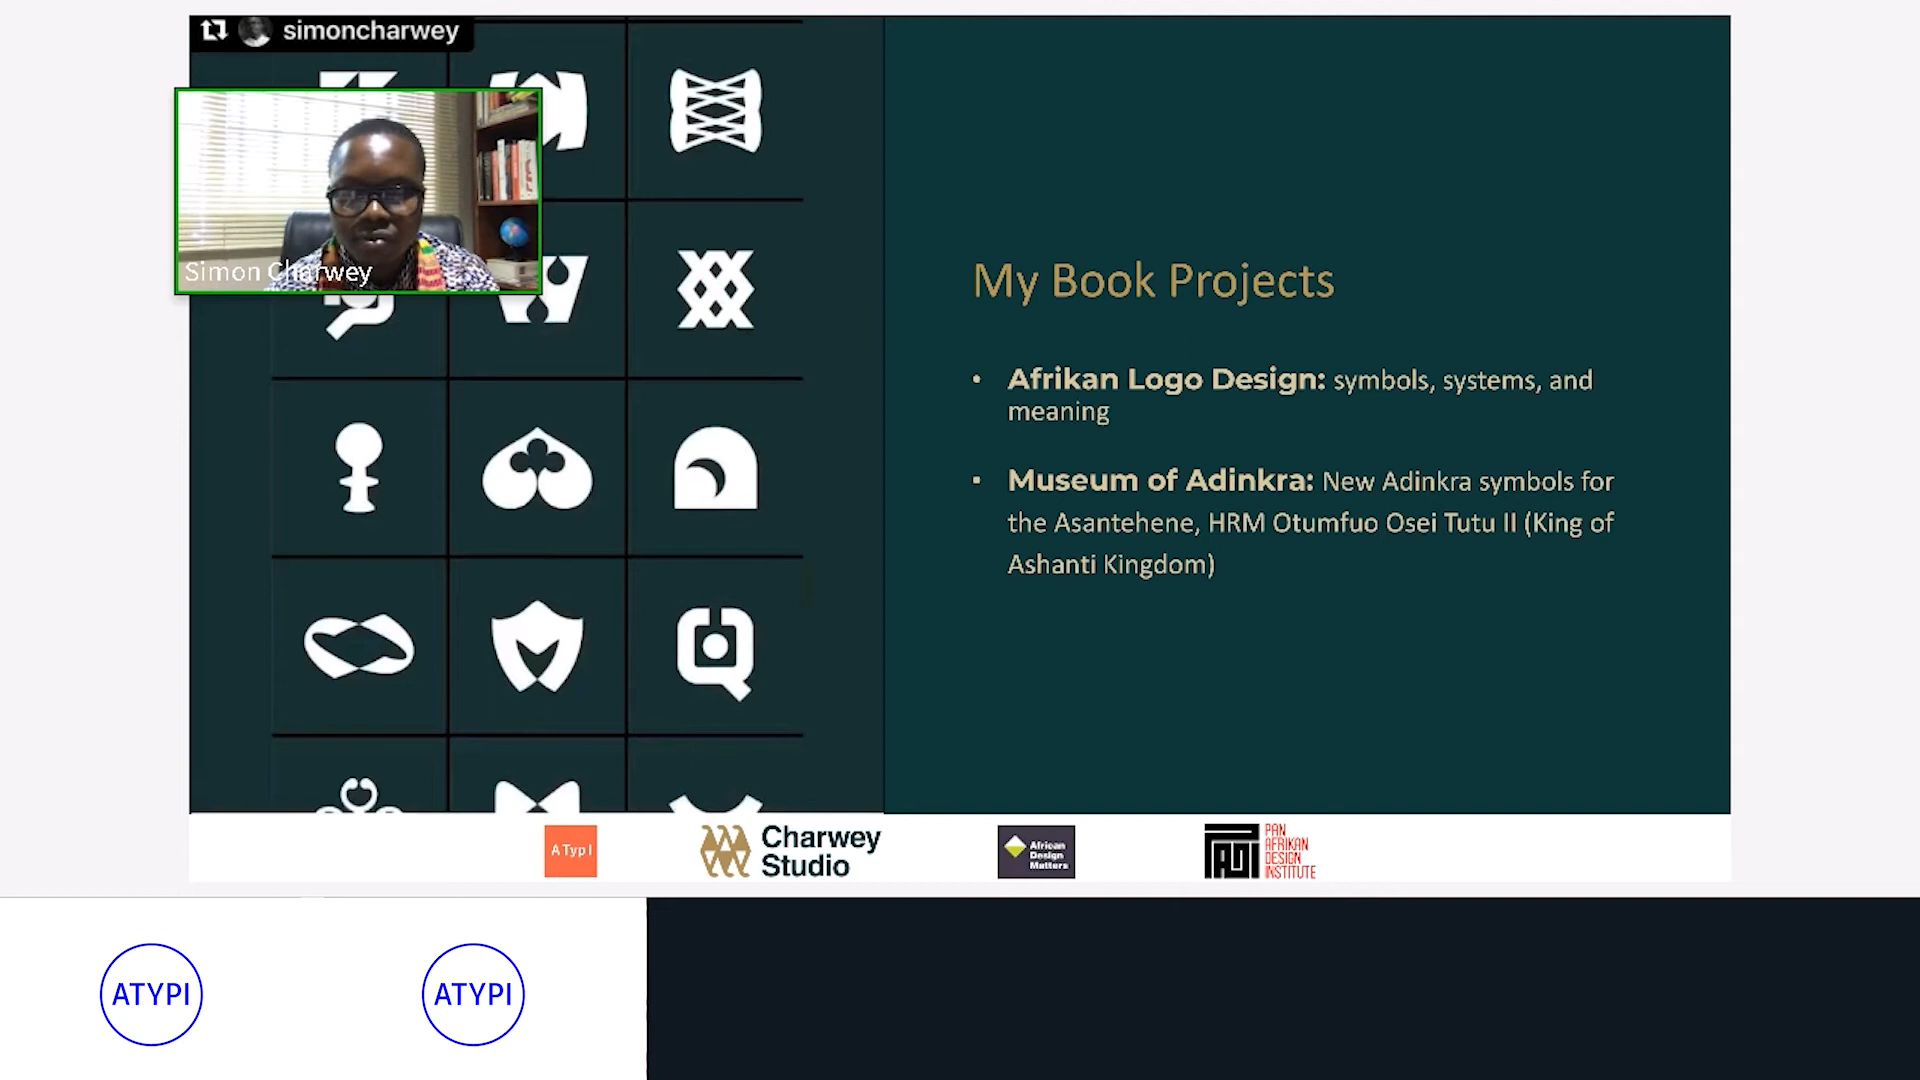 simoncharwey
Simon Charwey
My Book Projects
• Afrikan Logo Design: symbols, systems, and
meaning
• Museum of Adinkra: New Adinkra symbols for
the Asantehene, HRM Otumfuo Osei Tutu II (King of
Ashanti Kingdom)
ATypI
Charwey
Studio
African
Design
Matters
PADI
PAN
AFRIKAN
DESIGN
INSTITUTE
ATYPI
ATYPI